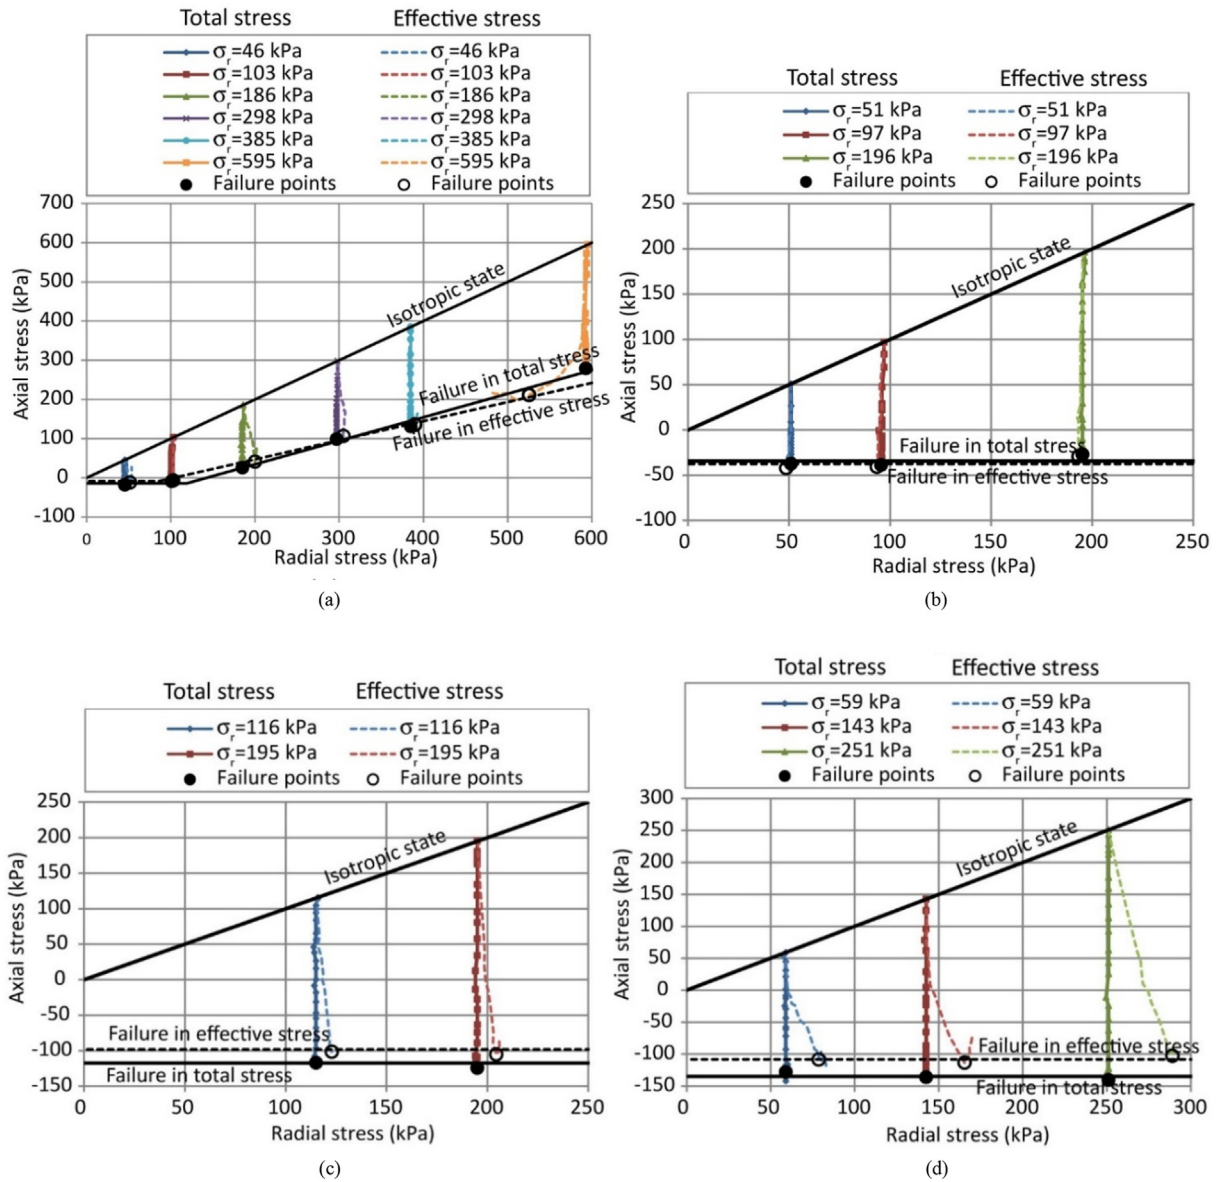 Total stress Effective stress
σr=46 kPa σr=46 kPa
σr=103 kPa σr=103 kPa
σr=186 kPa σr=186 kPa
σr=298 kPa σr=298 kPa
σr=385 kPa σr=385 kPa
σr=595 kPa σr=595 kPa
Failure points Failure points
700
600
500
400
300
200
100
0
-100
Axial stress (kPa)
Isotropic state
Failure in total stress
Failure in effective stress
0 100 200 300 400 500 600
Radial stress (kPa)
(a)
Total stress Effective stress
σr=51 kPa σr=51 kPa
σr=97 kPa σr=97 kPa
σr=196 kPa σr=196 kPa
Failure points Failure points
250
200
150
100
50
0
-50
-100
Axial stress (kPa)
Isotropic state
Failure in total stress
Failure in effective stress
0 50 100 150 200 250
Radial stress (kPa)
(b)
Total stress Effective stress
σr=116 kPa σr=116 kPa
σr=195 kPa σr=195 kPa
Failure points Failure points
250
200
150
100
50
0
-50
-100
-150
Axial stress (kPa)
Isotropic state
Failure in effective stress
Failure in total stress
0 50 100 150 200 250
Radial stress (kPa)
(c)
Total stress Effective stress
σr=59 kPa σr=59 kPa
σr=143 kPa σr=143 kPa
σr=251 kPa σr=251 kPa
Failure points Failure points
300
250
200
150
100
50
0
-50
-100
-150
Axial stress (kPa)
Isotropic state
Failure in effective stress
Failure in total stress
0 50 100 150 200 250 300
Radial stress (kPa)
(d)